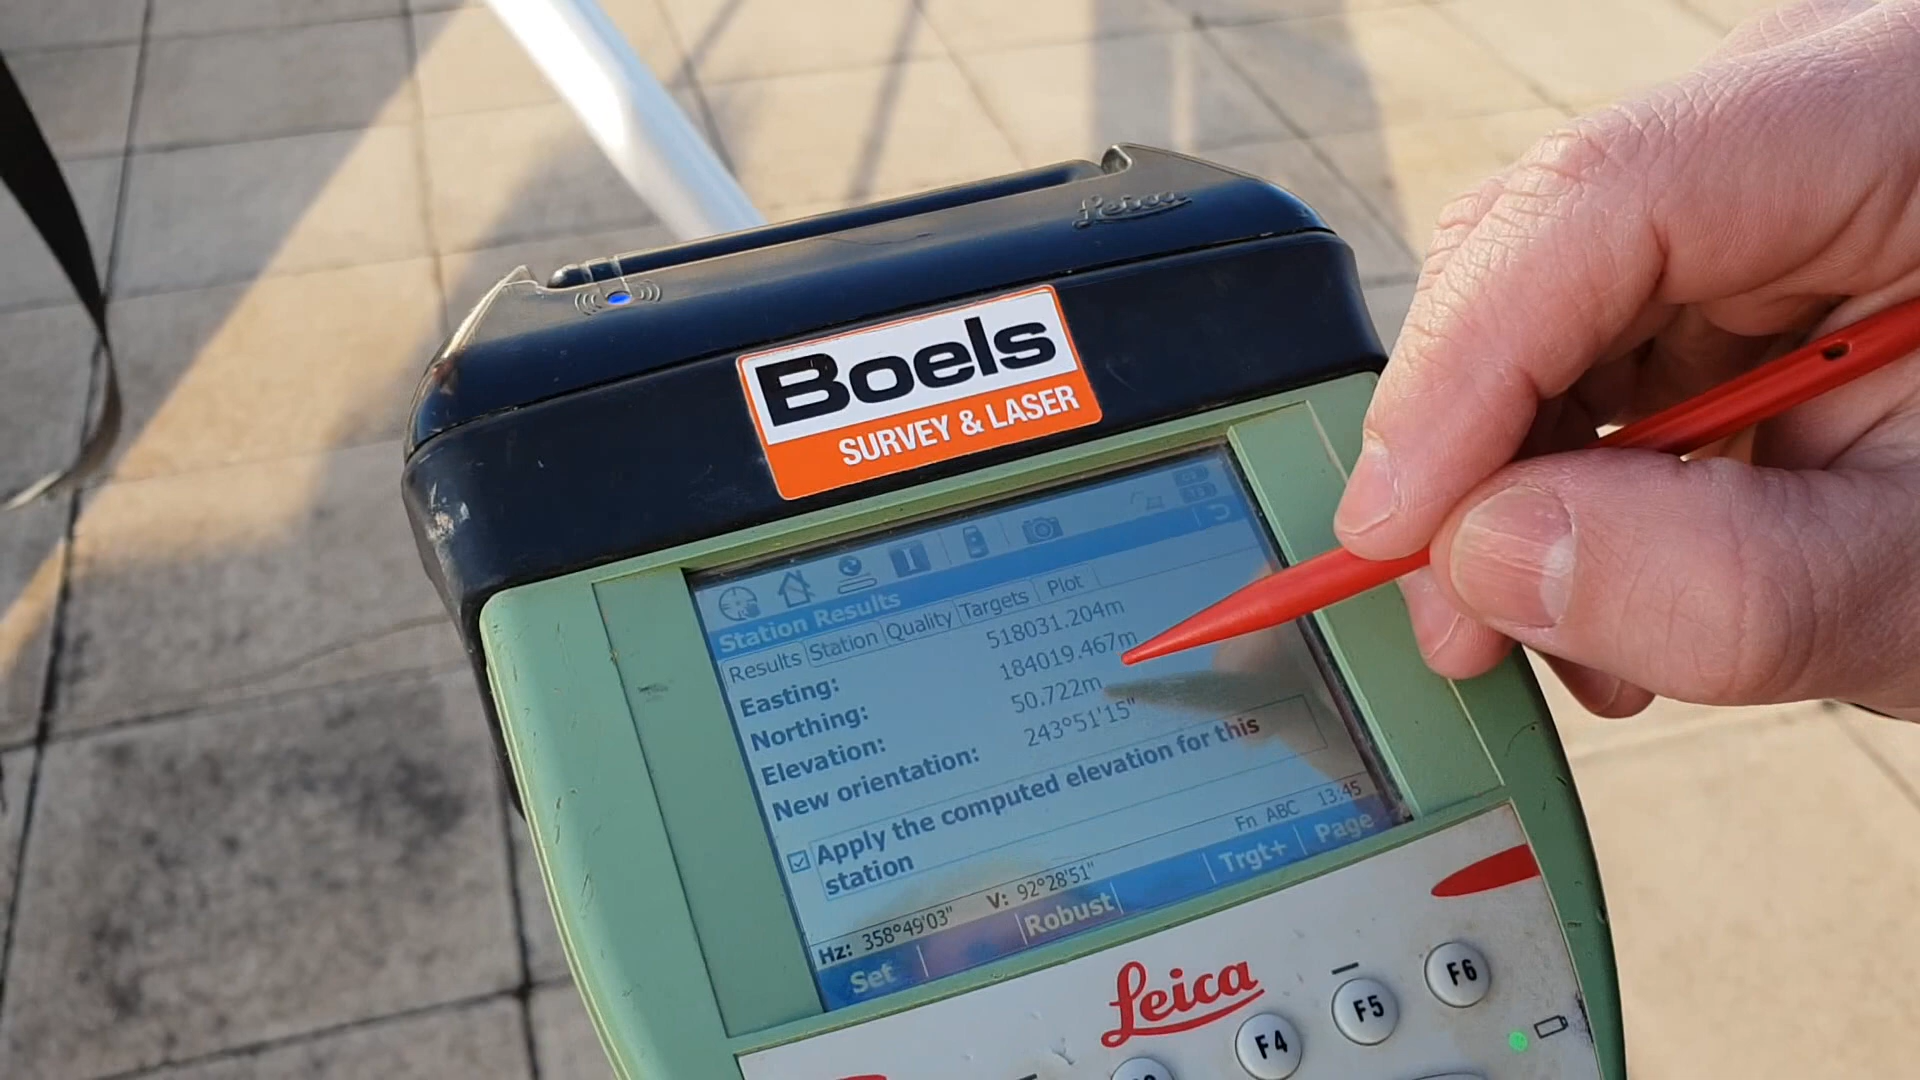 Leica
Boels
SURVEY & LASER
Station Results
Results Station Quality Targets Plot
Easting: 518031.204m
Northing: 184019.467m
Elevation: 50.722m
New orientation: 243°51'15"
Apply the computed elevation for this
station
Hz: 358°49'03" V: 92°28'51" Fn ABC 13:45
Set Robust Trgt+ Page
Leica
F4 F5 F6